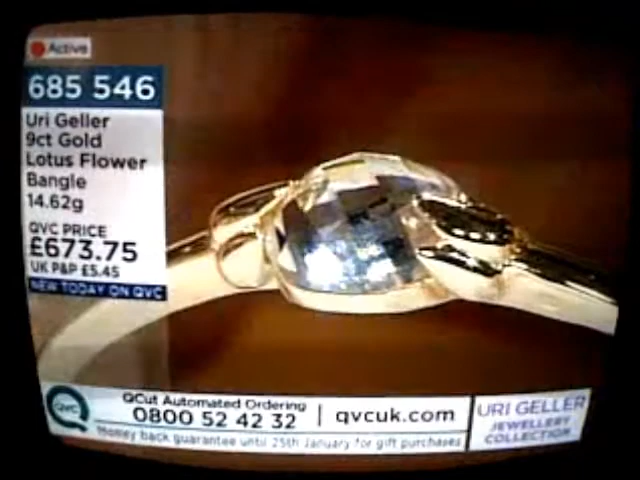 Active
685 546
Uri Geller
9ct Gold
Lotus Flower
Bangle
14.62g
QVC PRICE
£673.75
UK P&P £5.45
NEW TODAY ON QVC
QVC
QCut Automated Ordering
0800 52 42 32 | qvcuk.com
Money back guarantee until 25th January for gift purchases
URI GELLER
JEWELLERY
COLLECTION